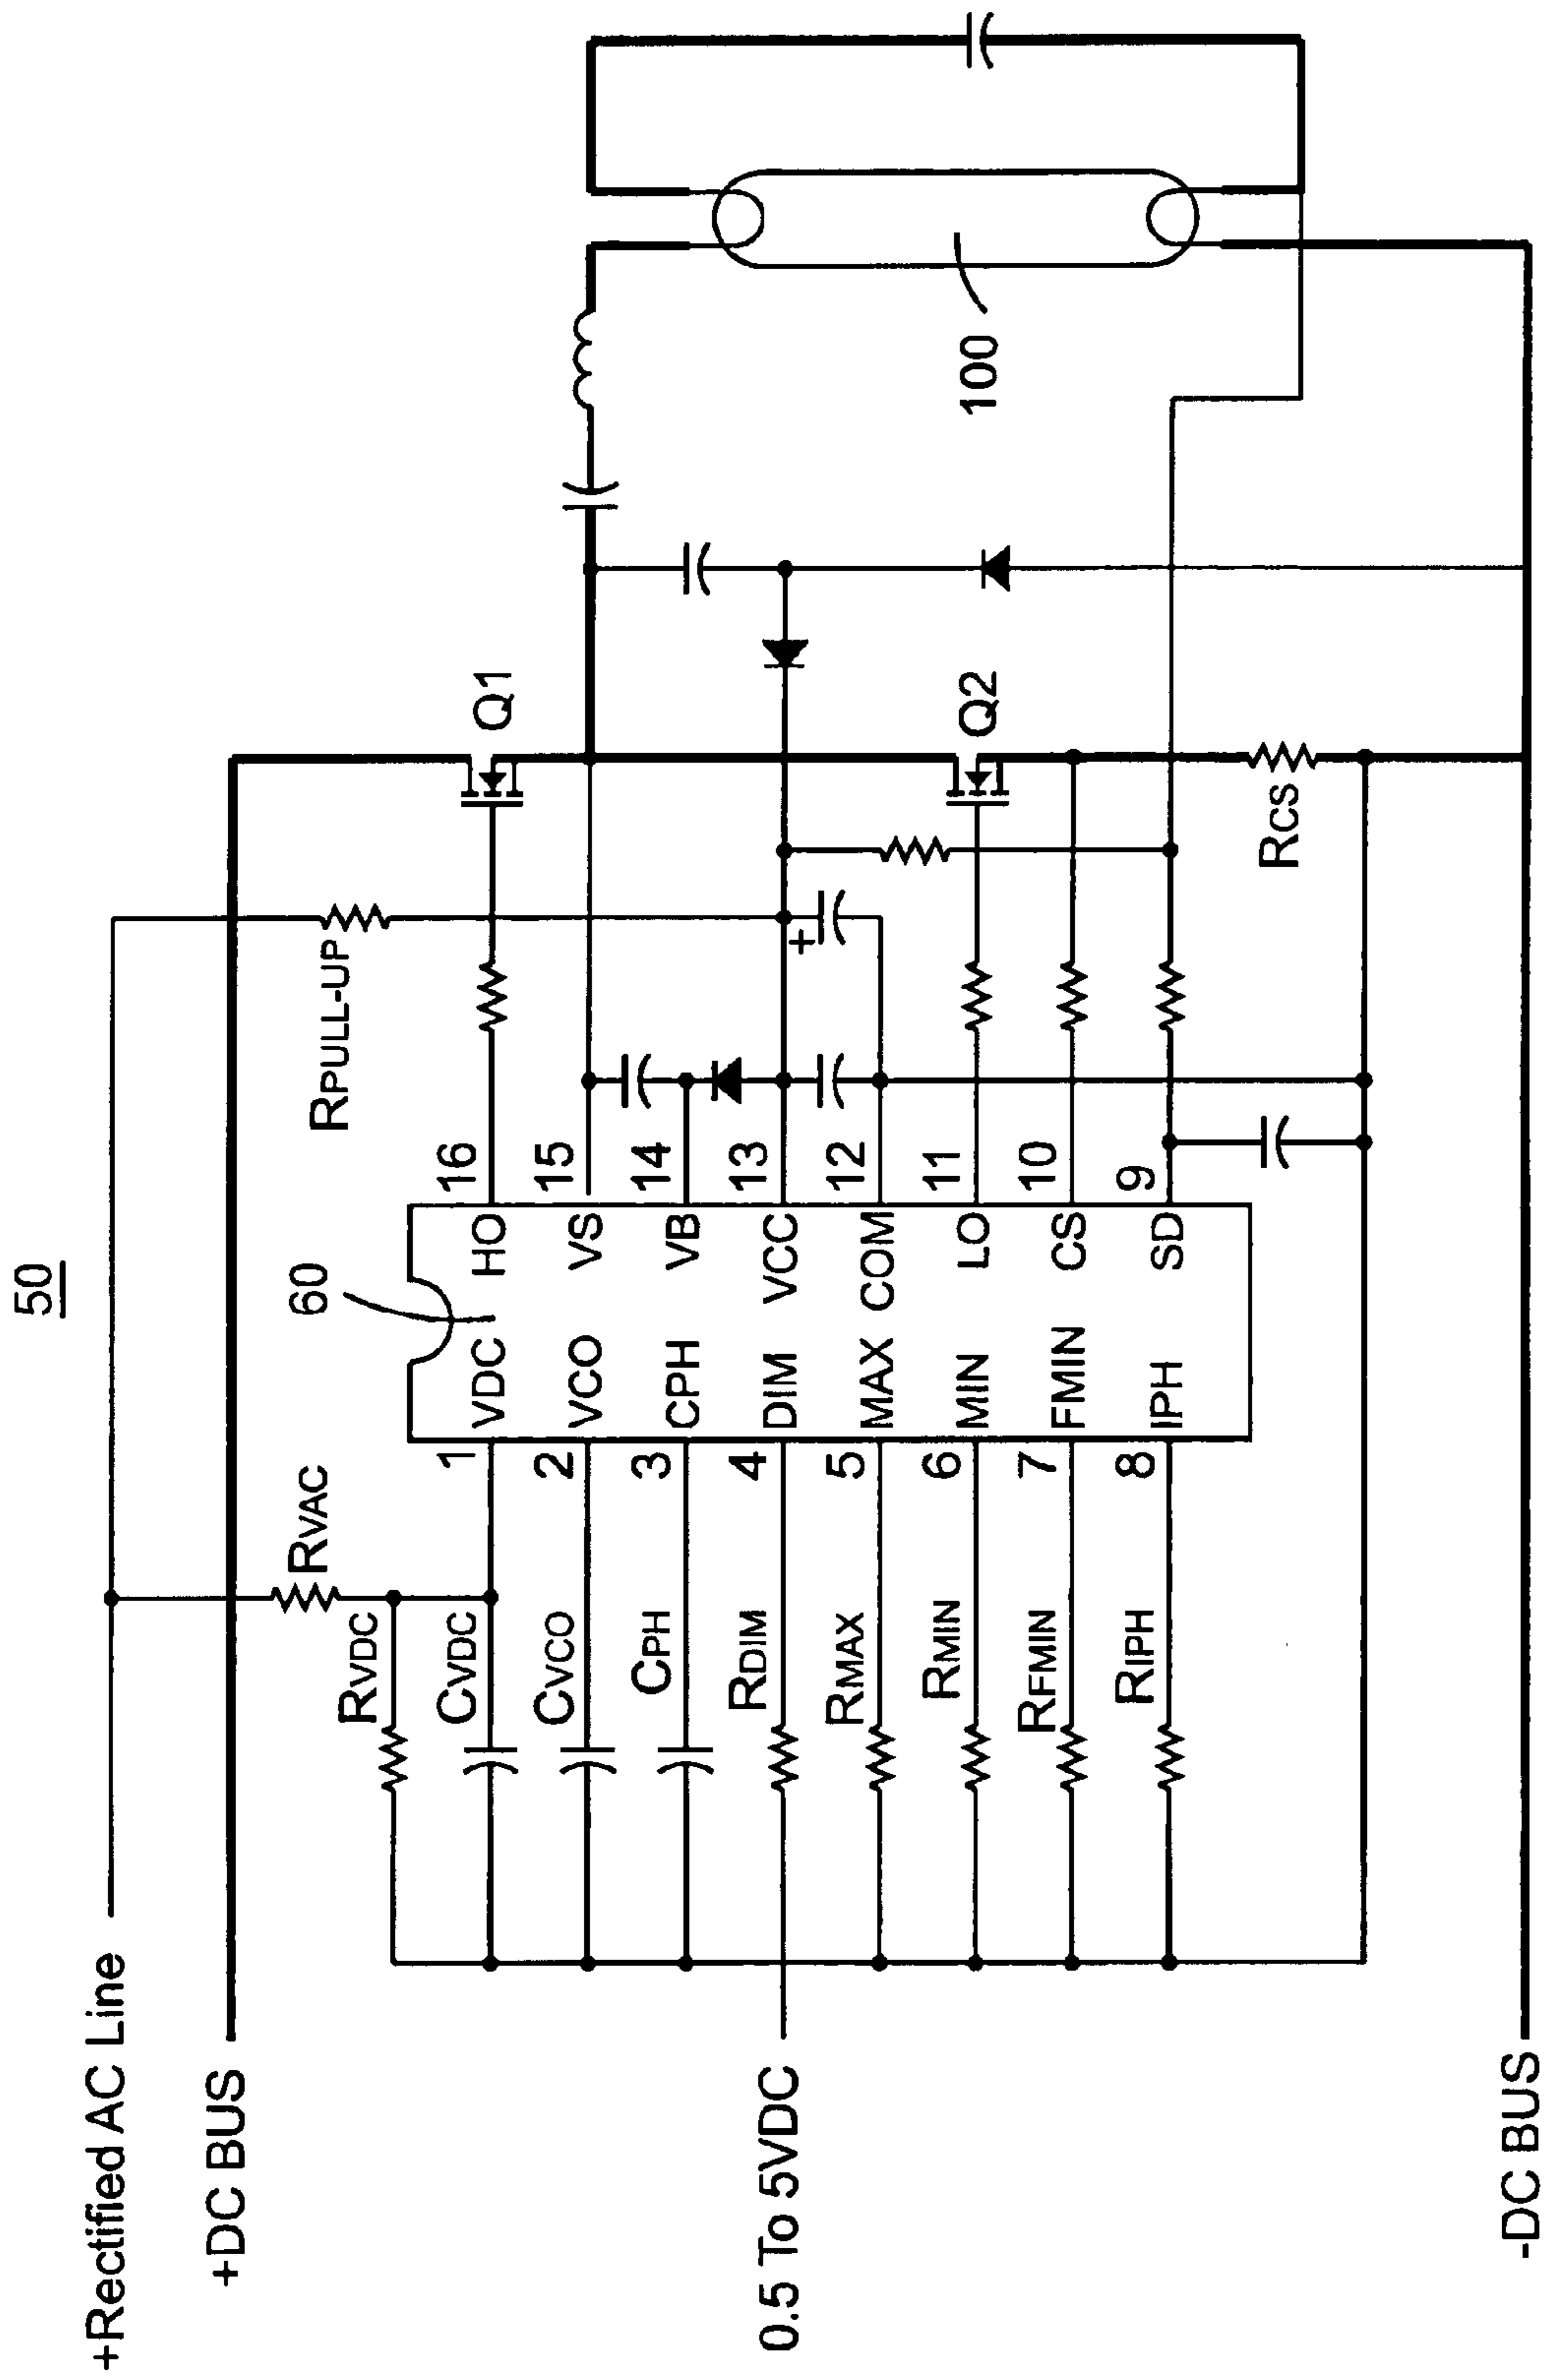 50
+Rectified AC Line
+DC BUS
0.5 To 5VDC
-DC BUS
RVAC
RVDC
CVDC
CVCO
CPH
RDIM
RMAX
RMIN
RFMIN
RIPH
60
1 VDC HO 16
2 VCO VS 15
3 CPH VB 14
4 DIM VCC 13
5 MAX COM 12
6 MIN LO 11
7 FMIN CS 10
8 IPH SD 9
RPULL-UP
+
Q1
Q2
RCS
100